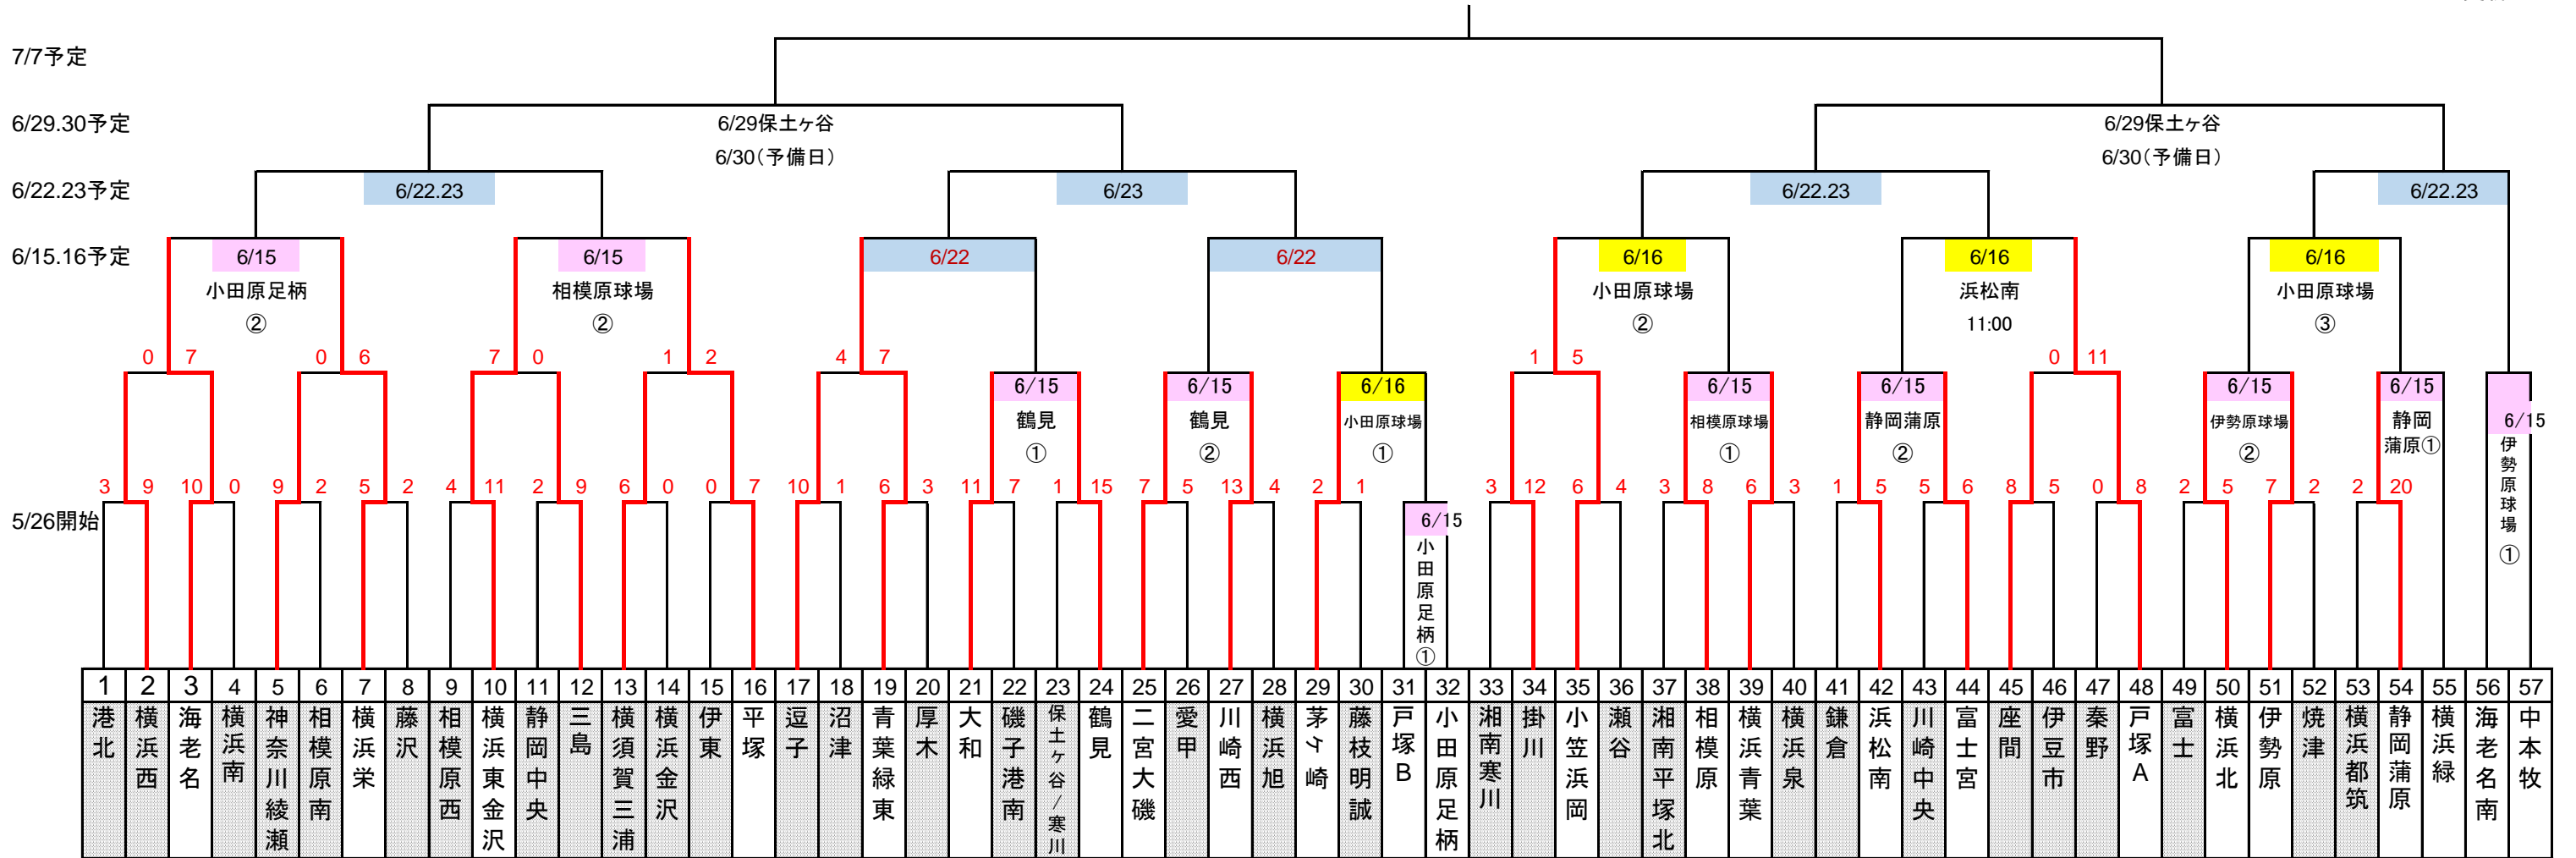 7/7予定
6/29.30予定
6/29保土ヶ谷
6/29保土ヶ谷
6/30(予備日)
6/30(予備日)
6/22.23予定
6/22.23
6/23
6/22.23
6/22.23
6/15.16予定
6/15
6/15
6/22
6/22
6/16
6/16
6/16
小田原足柄
相模原球場
小田原球場
浜松南
小田原球場
②
②
②
11:00
③
0 7 0 6 7 0 1 2 4 7 1 5 0 11
6/15
6/15
6/16
6/15
6/15
6/15
6/15
6/15
鶴見
鶴見
小田原球場
相模原球場
静岡蒲原
伊勢原球場
静岡
蒲原①
伊勢原球場
①
①
②
①
①
②
②
3 9 10 0 9 2 5 2 4 11 2 9 6 0 0 7 10 1 6 3 11 7 1 15 7 5 13 4 2 1 3 12 6 4 3 8 6 3 1 5 5 6 8 5 0 8 2 5 7 2 2 20
5/26開始
6/15
小田原足柄
①
1 2 3 4 5 6 7 8 9 10 11 12 13 14 15 16 17 18 19 20 21 22 23 24 25 26 27 28 29 30 31 32 33 34 35 36 37 38 39 40 41 42 43 44 45 46 47 48 49 50 51 52 53 54 55 56 57
港北
横浜西
海老名
横浜南
神奈川綾瀬
相模原南
横浜栄
藤沢
相模原西
横浜東金沢
静岡中央
三島
横須賀三浦
横浜金沢
伊東
平塚
逗子
沼津
青葉緑東
厚木
大和
磯子港南
保土ヶ谷/寒川
鶴見
二宮大磯
愛甲
川崎西
横浜旭
茅ヶ崎
藤枝明誠
戸塚B
小田原足柄
湘南寒川
掛川
小笠浜岡
瀬谷
湘南平塚北
相模原
横浜青葉
横浜泉
鎌倉
浜松南
川崎中央
富士宮
座間
伊豆市
秦野
戸塚A
富士
横浜北
伊勢原
焼津
横浜都筑
静岡蒲原
横浜緑
海老名南
中本牧